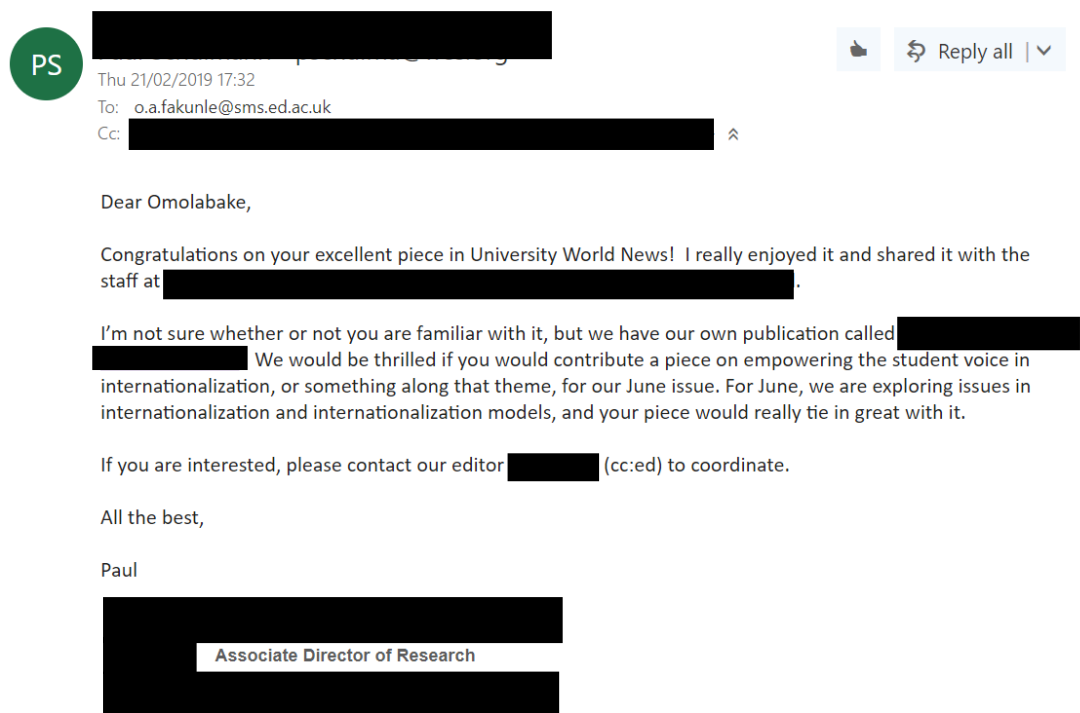 PS
Reply all
Thu 21/02/2019 17:32
To: o.a.fakunle@sms.ed.ac.uk
Cc:
Dear Omolabake,
Congratulations on your excellent piece in University World News! I really enjoyed it and shared it with the
staff at .
I'm not sure whether or not you are familiar with it, but we have our own publication called
We would be thrilled if you would contribute a piece on empowering the student voice in
internationalization, or something along that theme, for our June issue. For June, we are exploring issues in
internationalization and internationalization models, and your piece would really tie in great with it.
If you are interested, please contact our editor (cc:ed) to coordinate.
All the best,
Paul
Associate Director of Research